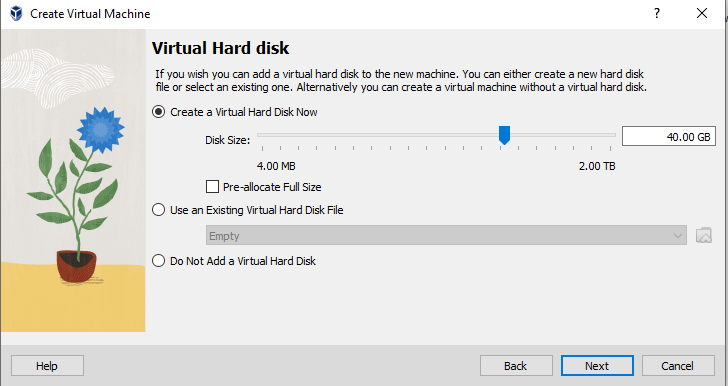 Create Virtual Machine
?
Virtual Hard disk
If you wish you can add a virtual hard disk to the new machine. You can either create a new hard disk
file or select an existing one. Alternatively you can create a virtual machine without a virtual hard disk.
Create a Virtual Hard Disk Now
Disk Size:
40.00 GB
4.00 MB
2.00 TB
Pre-allocate Full Size
Use an Existing Virtual Hard Disk File
Empty
Do Not Add a Virtual Hard Disk
Help
Back
Next
Cancel